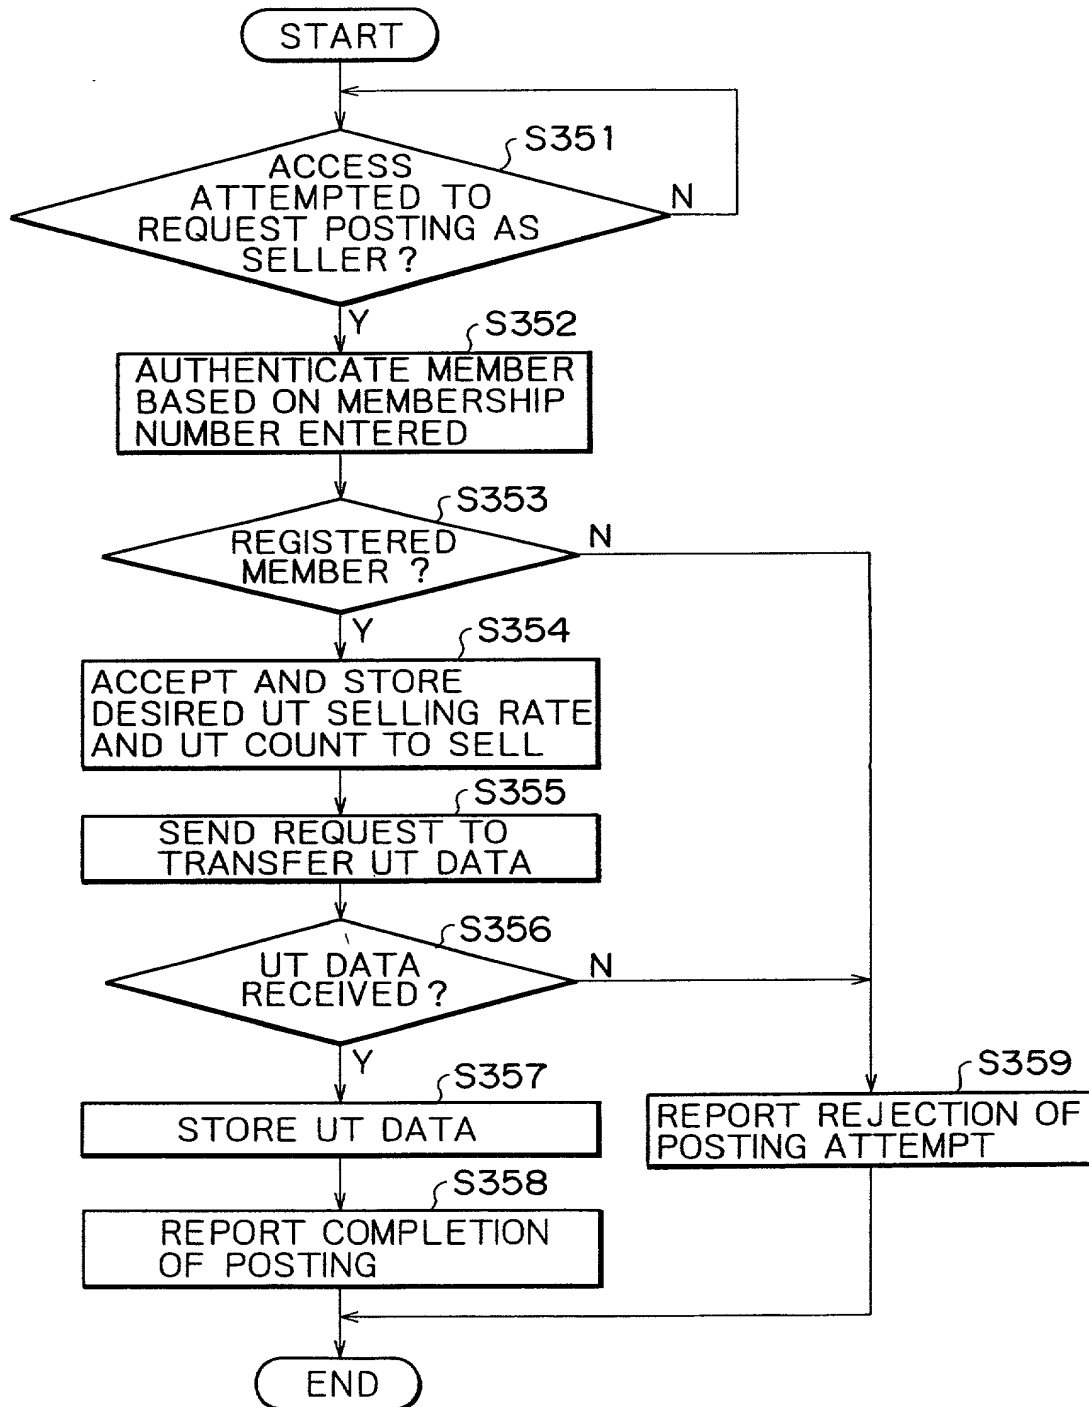 START
S351
ACCESS
ATTEMPTED TO
REQUEST POSTING AS
SELLER ?
N
Y
S352
AUTHENTICATE MEMBER
BASED ON MEMBERSHIP
NUMBER ENTERED
S353
REGISTERED
MEMBER ?
N
Y
S354
ACCEPT AND STORE
DESIRED UT SELLING RATE
AND UT COUNT TO SELL
S355
SEND REQUEST TO
TRANSFER UT DATA
S356
UT DATA
RECEIVED ?
N
Y
S357
STORE UT DATA
S359
REPORT REJECTION OF
POSTING ATTEMPT
S358
REPORT COMPLETION
OF POSTING
END